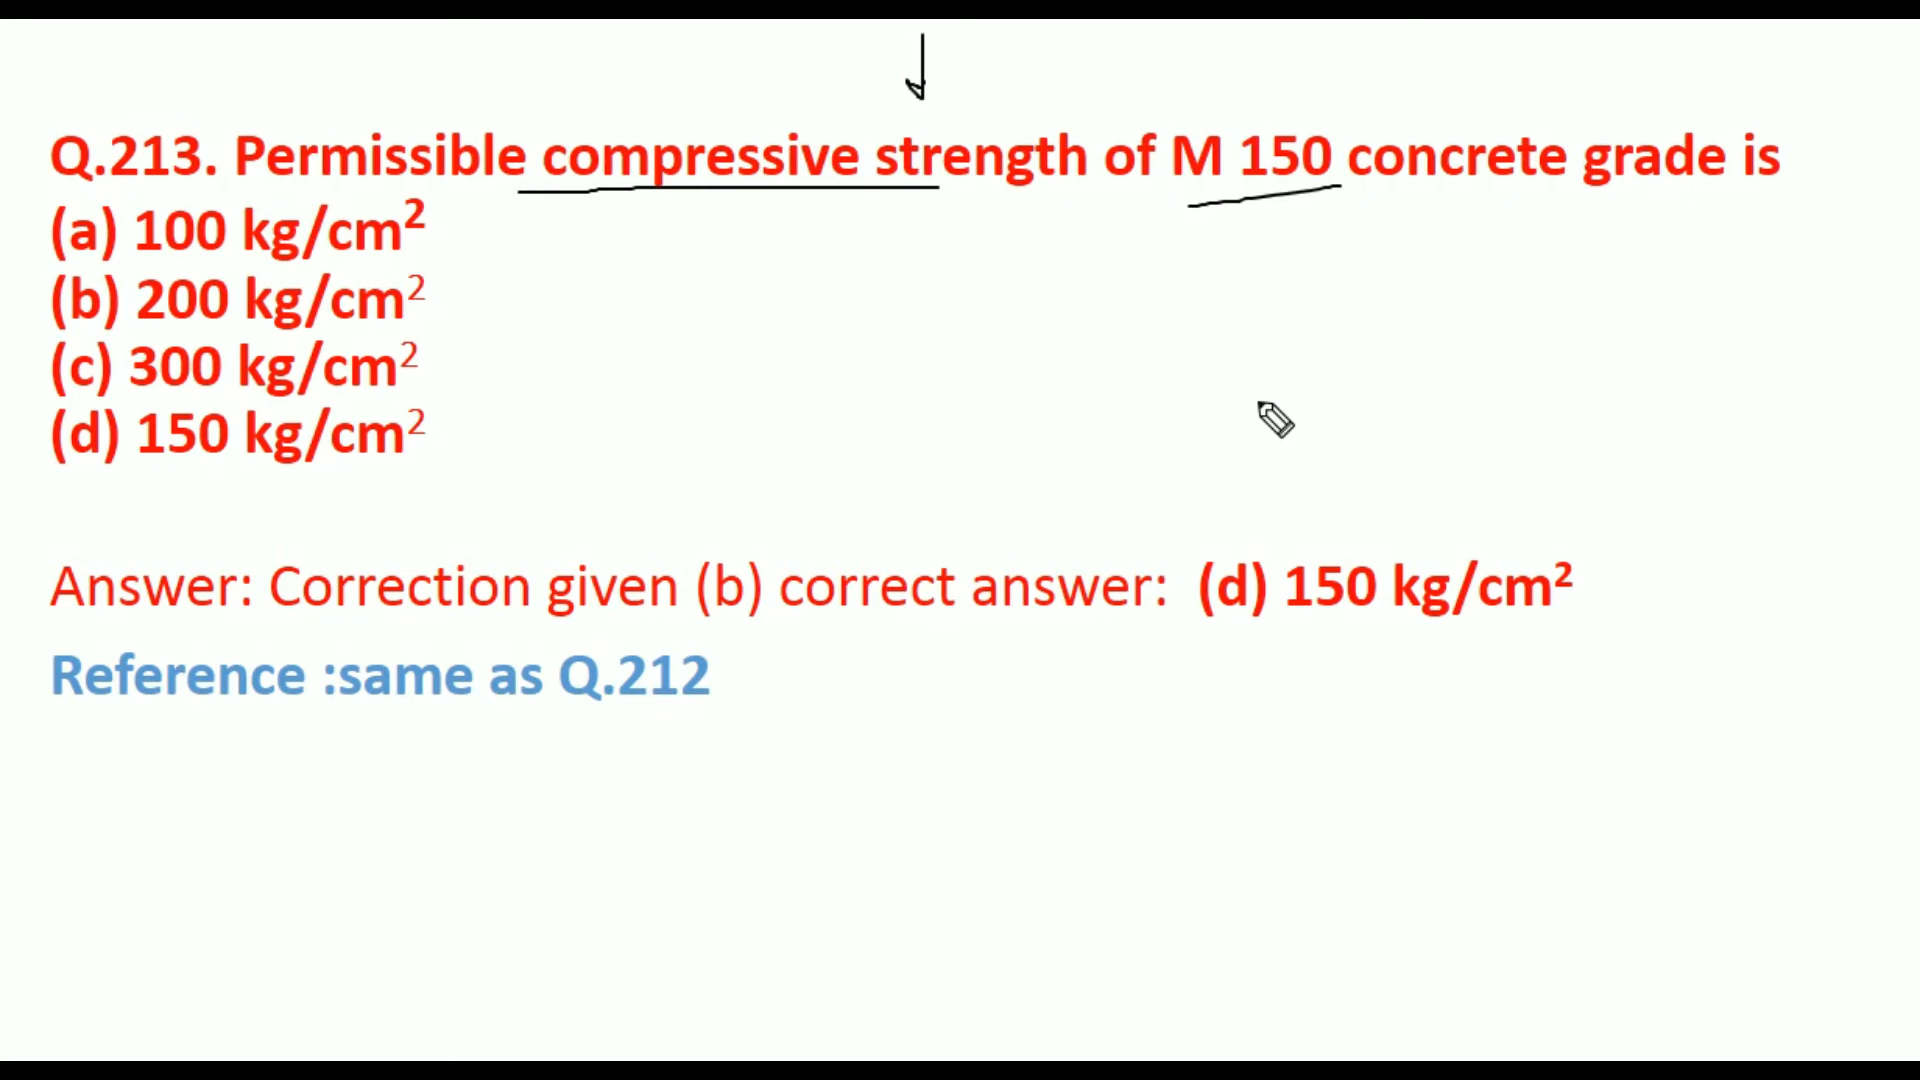 Q.213. Permissible compressive strength of M 150 concrete grade is
(a) 100 kg/cm²
(b) 200 kg/cm²
(c) 300 kg/cm²
(d) 150 kg/cm²
Answer: Correction given (b) correct answer: (d) 150 kg/cm²
Reference :same as Q.212